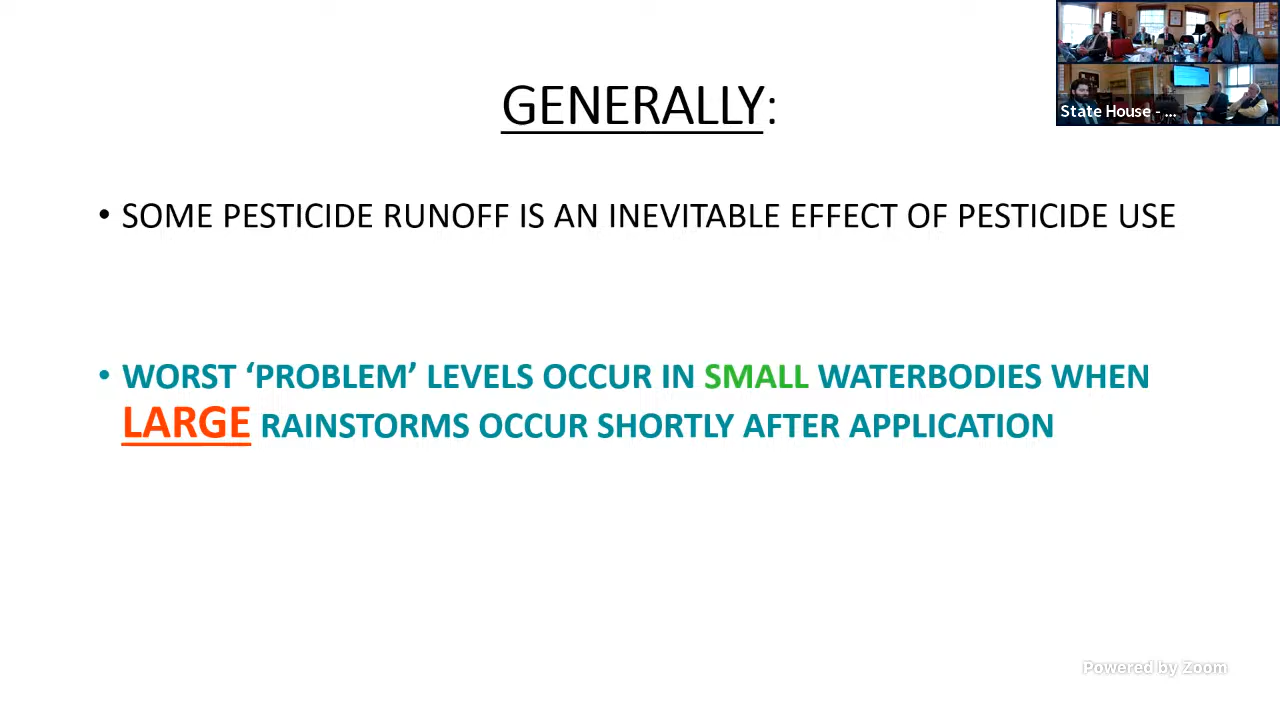 State House - ...
GENERALLY:
• SOME PESTICIDE RUNOFF IS AN INEVITABLE EFFECT OF PESTICIDE USE
• WORST ‘PROBLEM’ LEVELS OCCUR IN SMALL WATERBODIES WHEN
LARGE RAINSTORMS OCCUR SHORTLY AFTER APPLICATION
Powered by Zoom